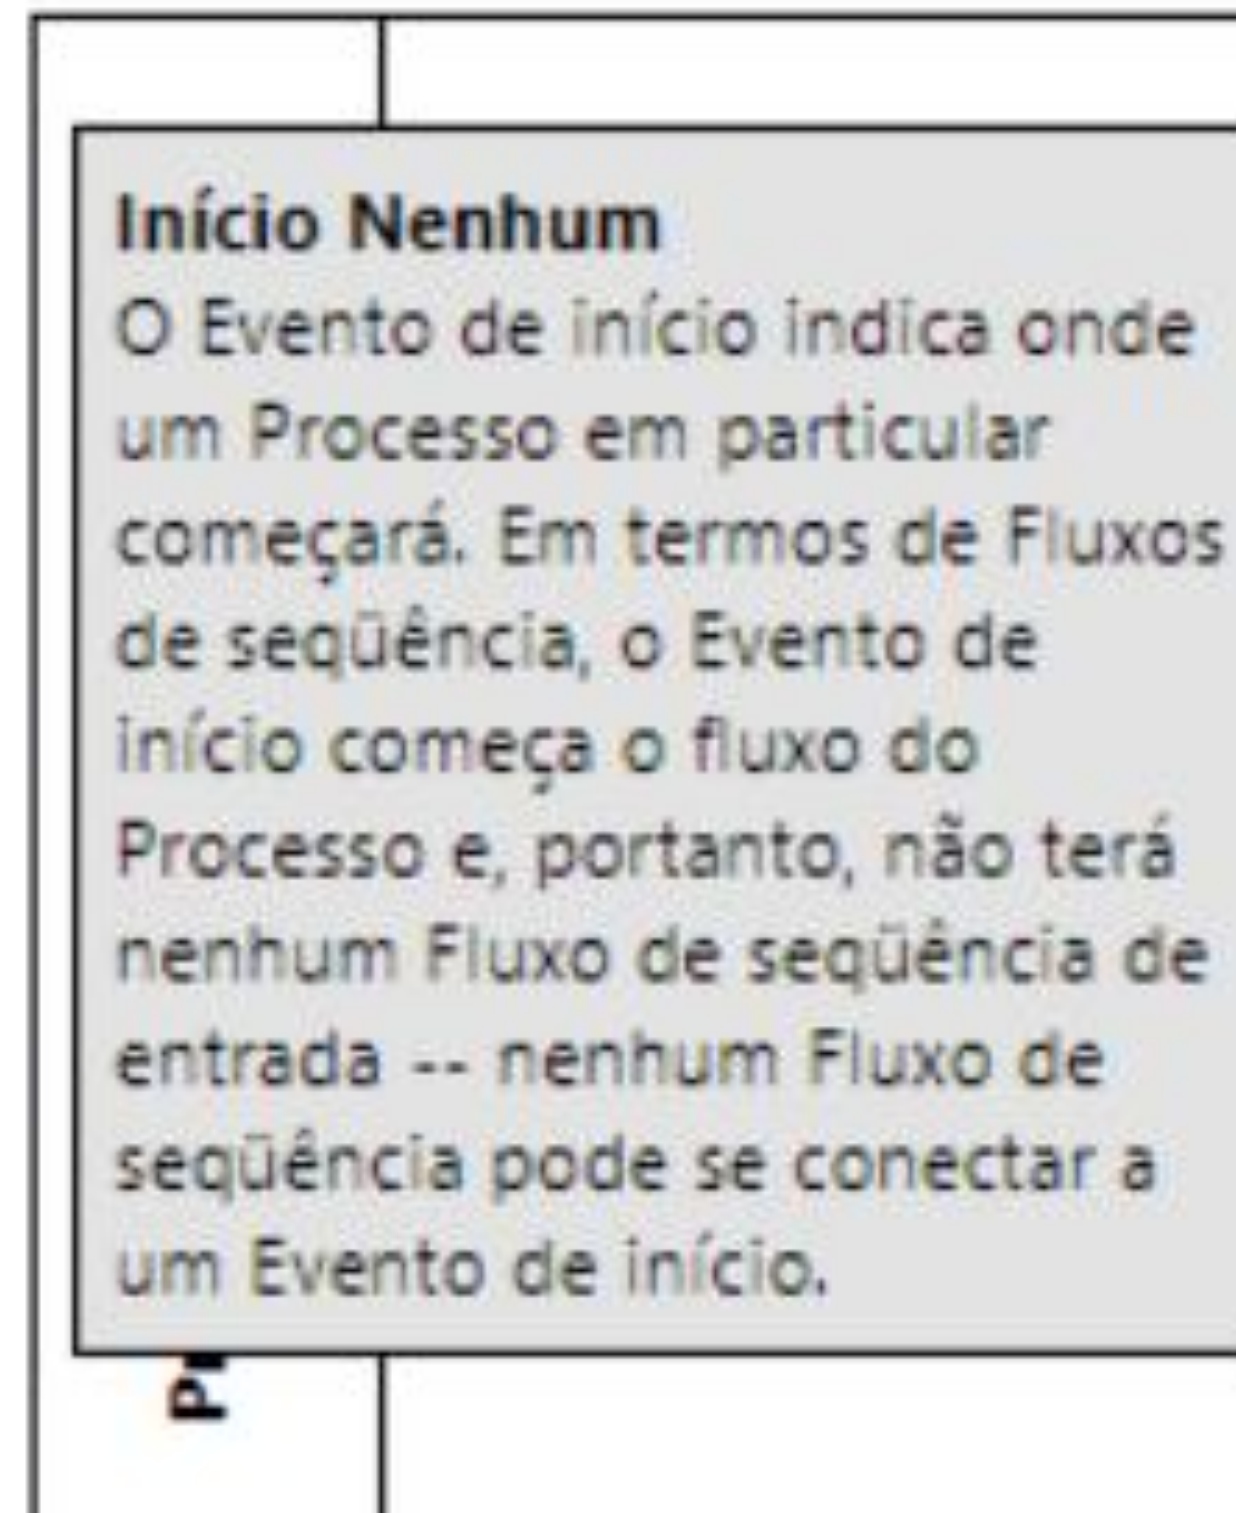 Início Nenhum
O Evento de início indica onde
um Processo em particular
começará. Em termos de Fluxos
de seqüência, o Evento de
início começa o fluxo do
Processo e, portanto, não terá
nenhum Fluxo de seqüência de
entrada -- nenhum Fluxo de
seqüência pode se conectar a
um Evento de início.